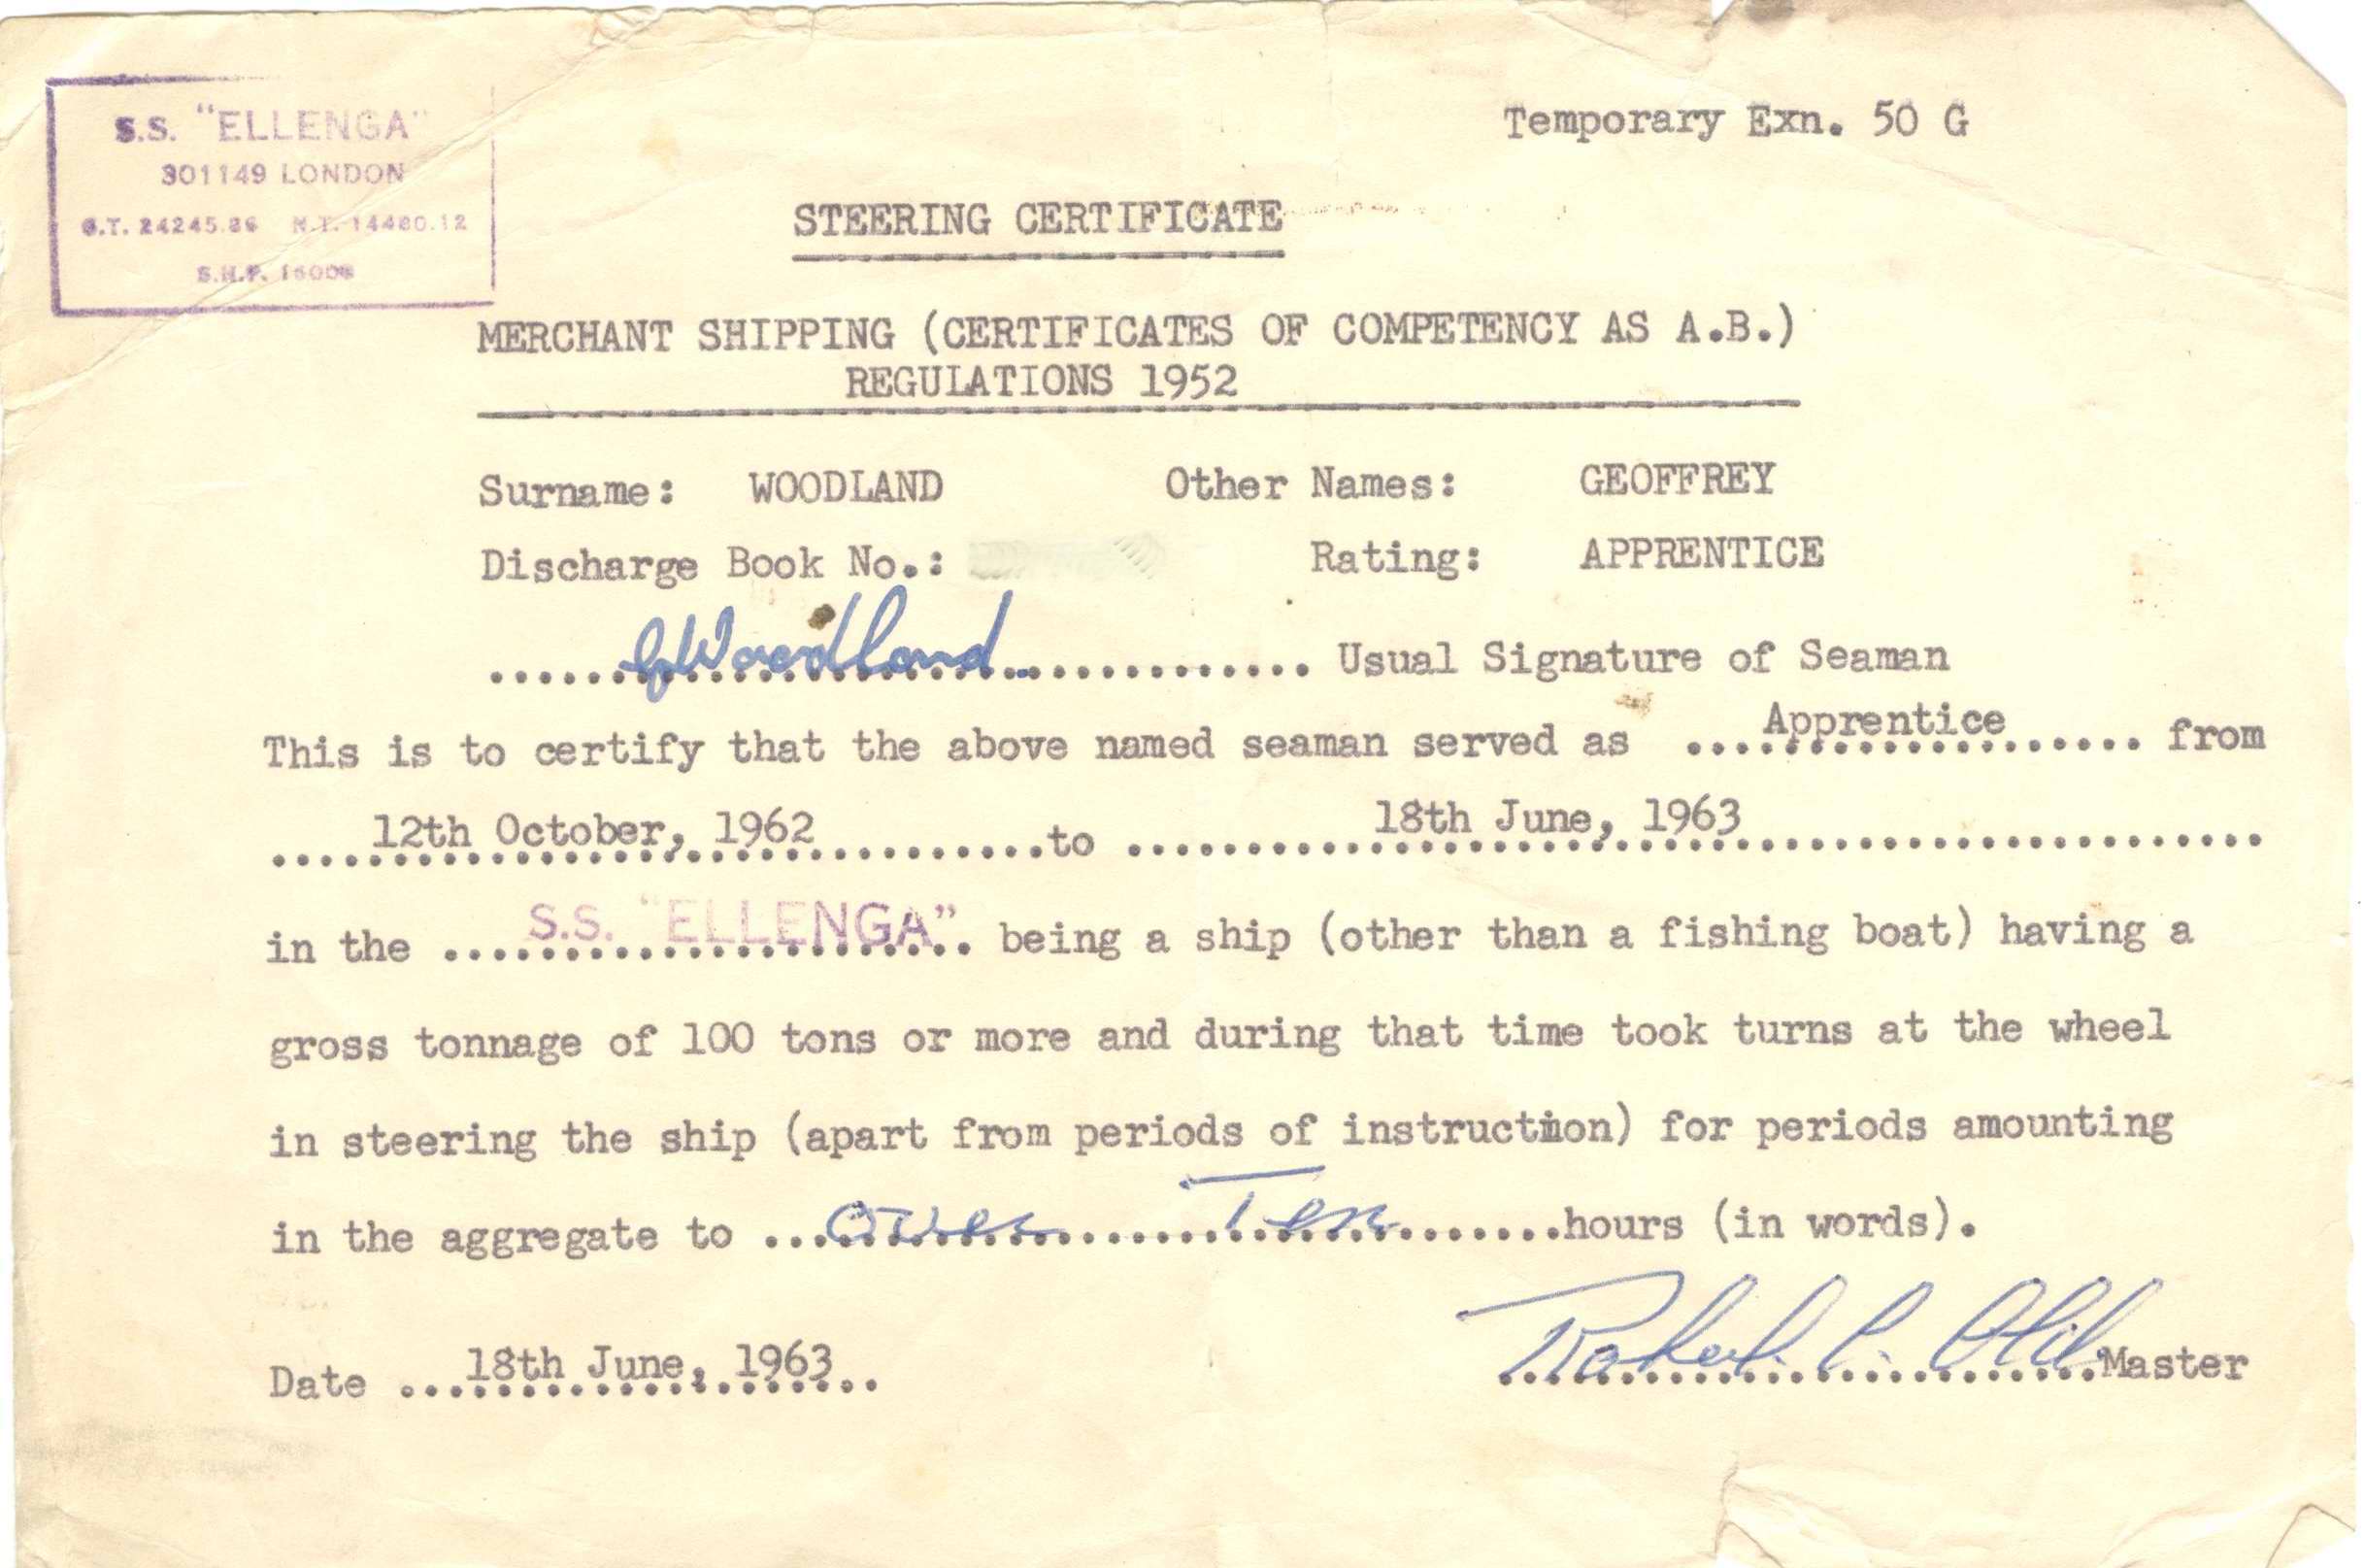 S.S. "ELLENGA"
301149 LONDON
G.T. 24245.86 N.T. 14480.12
S.H.P.
Temporary Exn. 50 G
STEERING CERTIFICATE
MERCHANT SHIPPING (CERTIFICATES OF COMPETENCY AS A.B.)
REGULATIONS 1952
Surname: WOODLAND Other Names: GEOFFREY
Discharge Book No.: Rating: APPRENTICE
GWoodland Usual Signature of Seaman
This is to certify that the above named seaman served as Apprentice from
12th October, 1962 to 18th June, 1963
in the S.S. "ELLENGA" being a ship (other than a fishing boat) having a
gross tonnage of 100 tons or more and during that time took turns at the wheel
in steering the ship (apart from periods of instruction) for periods amounting
in the aggregate to over Ten hours (in words).
Date 18th June, 1963 Master